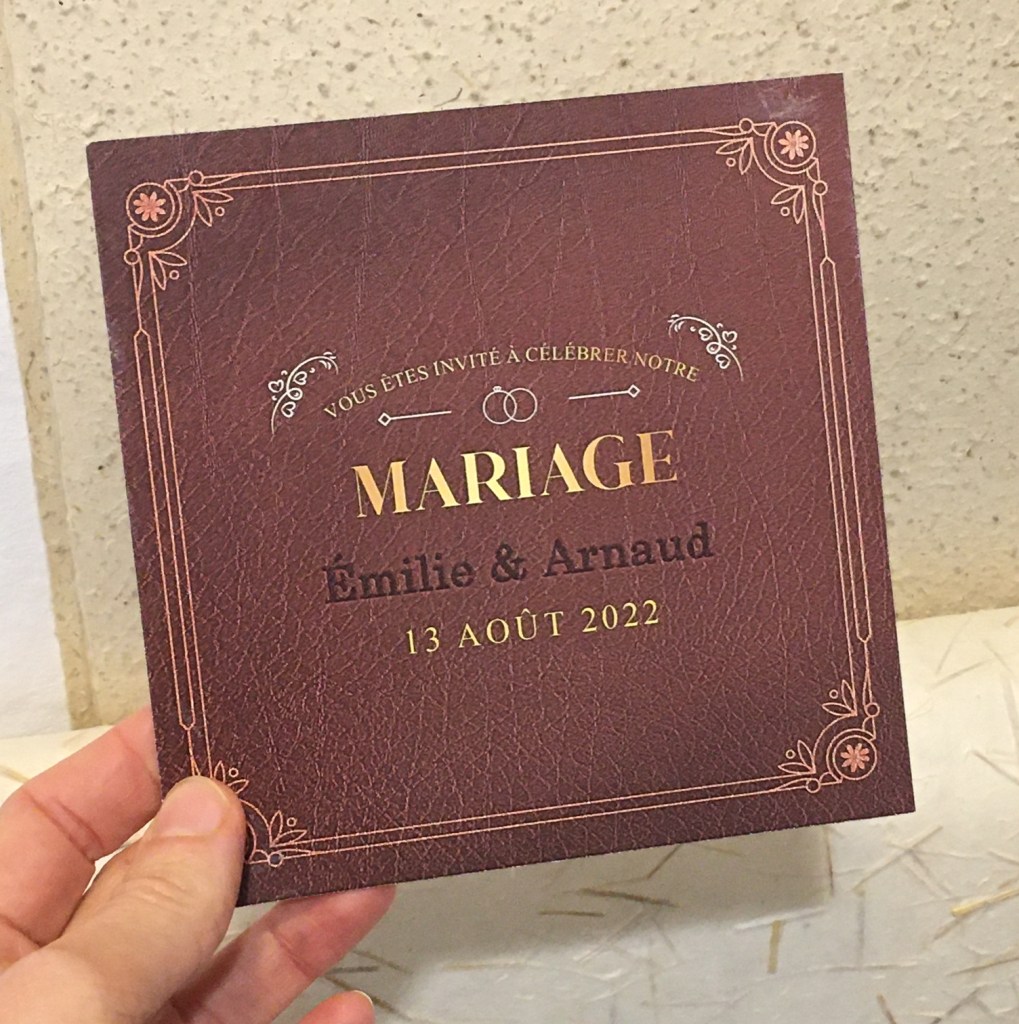 VOUS ÊTES INVITÉ À CÉLÉBRER NOTRE
MARIAGE
Émilie & Arnaud
13 AOÛT 2022